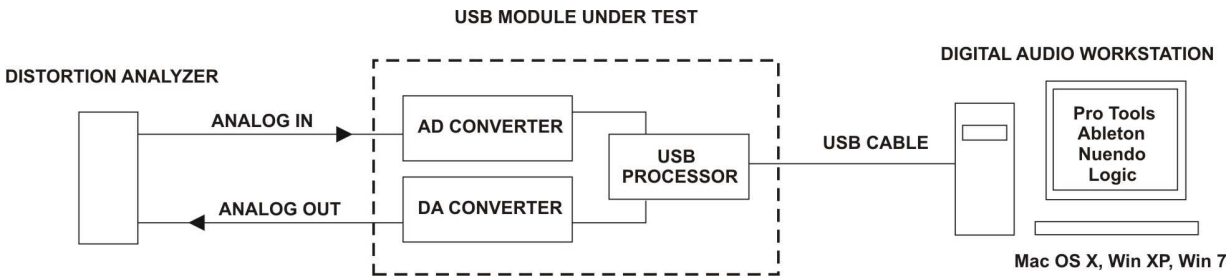 USB MODULE UNDER TEST
DISTORTION ANALYZER
DIGITAL AUDIO WORKSTATION
ANALOG IN
AD CONVERTER
ANALOG OUT
DA CONVERTER
USB
PROCESSOR
USB CABLE
Pro Tools
Ableton
Nuendo
Logic
Mac OS X, Win XP, Win 7